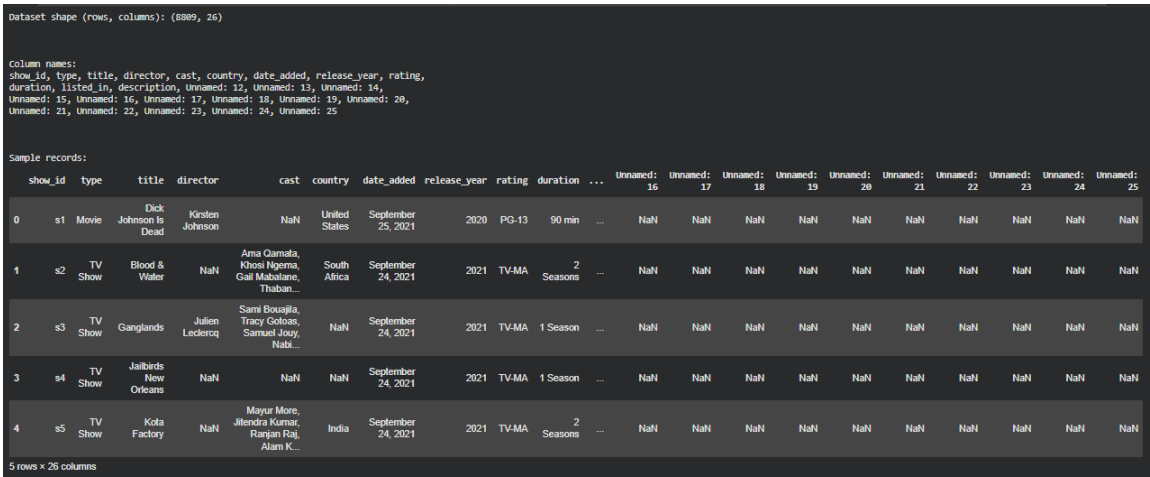 Dataset shape (rows, columns): (8809, 26)
Column names:
show_id, type, title, director, cast, country, date_added, release_year, rating,
duration, listed_in, description, Unnamed: 12, Unnamed: 13, Unnamed: 14,
Unnamed: 15, Unnamed: 16, Unnamed: 17, Unnamed: 18, Unnamed: 19, Unnamed: 20,
Unnamed: 21, Unnamed: 22, Unnamed: 23, Unnamed: 24, Unnamed: 25
Sample records:
show_id type title director cast country date_added release_year rating duration ... Unnamed: 16 Unnamed: 17 Unnamed: 18 Unnamed: 19 Unnamed: 20 Unnamed: 21 Unnamed: 22 Unnamed: 23 Unnamed: 24 Unnamed: 25
0 s1 Movie Dick Johnson Is Dead Kirsten Johnson NaN United States September 25, 2021 2020 PG-13 90 min ... NaN NaN NaN NaN NaN NaN NaN NaN NaN NaN
1 s2 TV Show Blood & Water NaN Ama Qamata, Khosi Ngema, Gail Mabalane, Thaban... South Africa September 24, 2021 2021 TV-MA 2 Seasons ... NaN NaN NaN NaN NaN NaN NaN NaN NaN NaN
2 s3 TV Show Ganglands Julien Leclercq Sami Bouajila, Tracy Gotoas, Samuel Jouy, Nabi... NaN September 24, 2021 2021 TV-MA 1 Season ... NaN NaN NaN NaN NaN NaN NaN NaN NaN NaN
3 s4 TV Show Jailbirds New Orleans NaN NaN NaN September 24, 2021 2021 TV-MA 1 Season ... NaN NaN NaN NaN NaN NaN NaN NaN NaN NaN
4 s5 TV Show Kota Factory NaN Mayur More, Jitendra Kumar, Ranjan Raj, Alam K... India September 24, 2021 2021 TV-MA 2 Seasons ... NaN NaN NaN NaN NaN NaN NaN NaN NaN NaN
5 rows × 26 columns